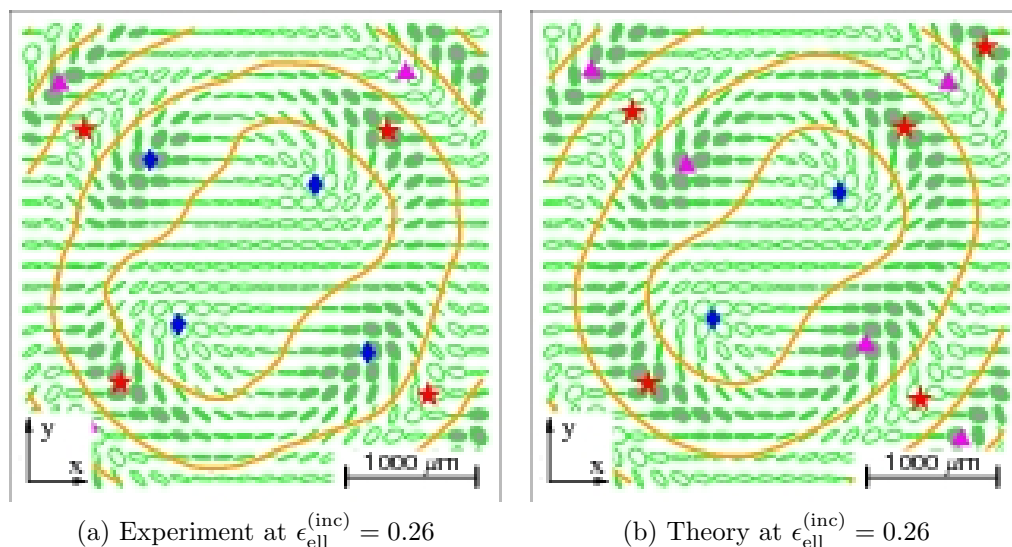 y
x
1000 μm
y
x
1000 μm
(a) Experiment at ϵ_ell^(inc) = 0.26
(b) Theory at ϵ_ell^(inc) = 0.26